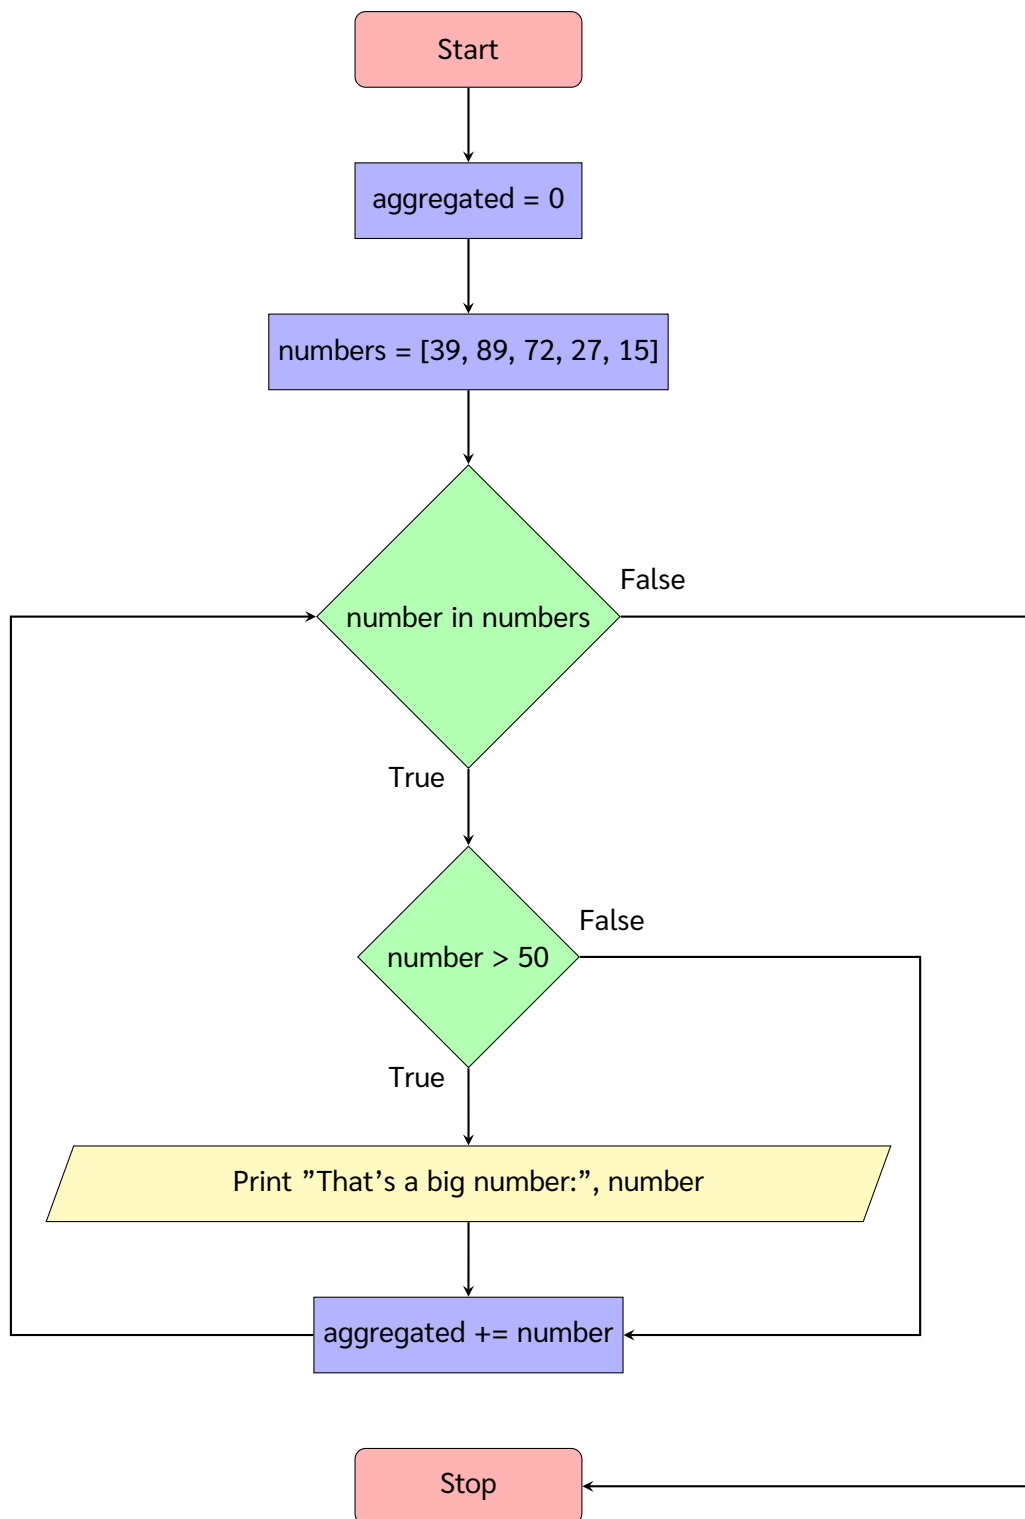 Start
aggregated = 0
numbers = [39, 89, 72, 27, 15]
False
number in numbers
True
False
number > 50
True
Print ”That’s a big number:”, number
aggregated += number
Stop